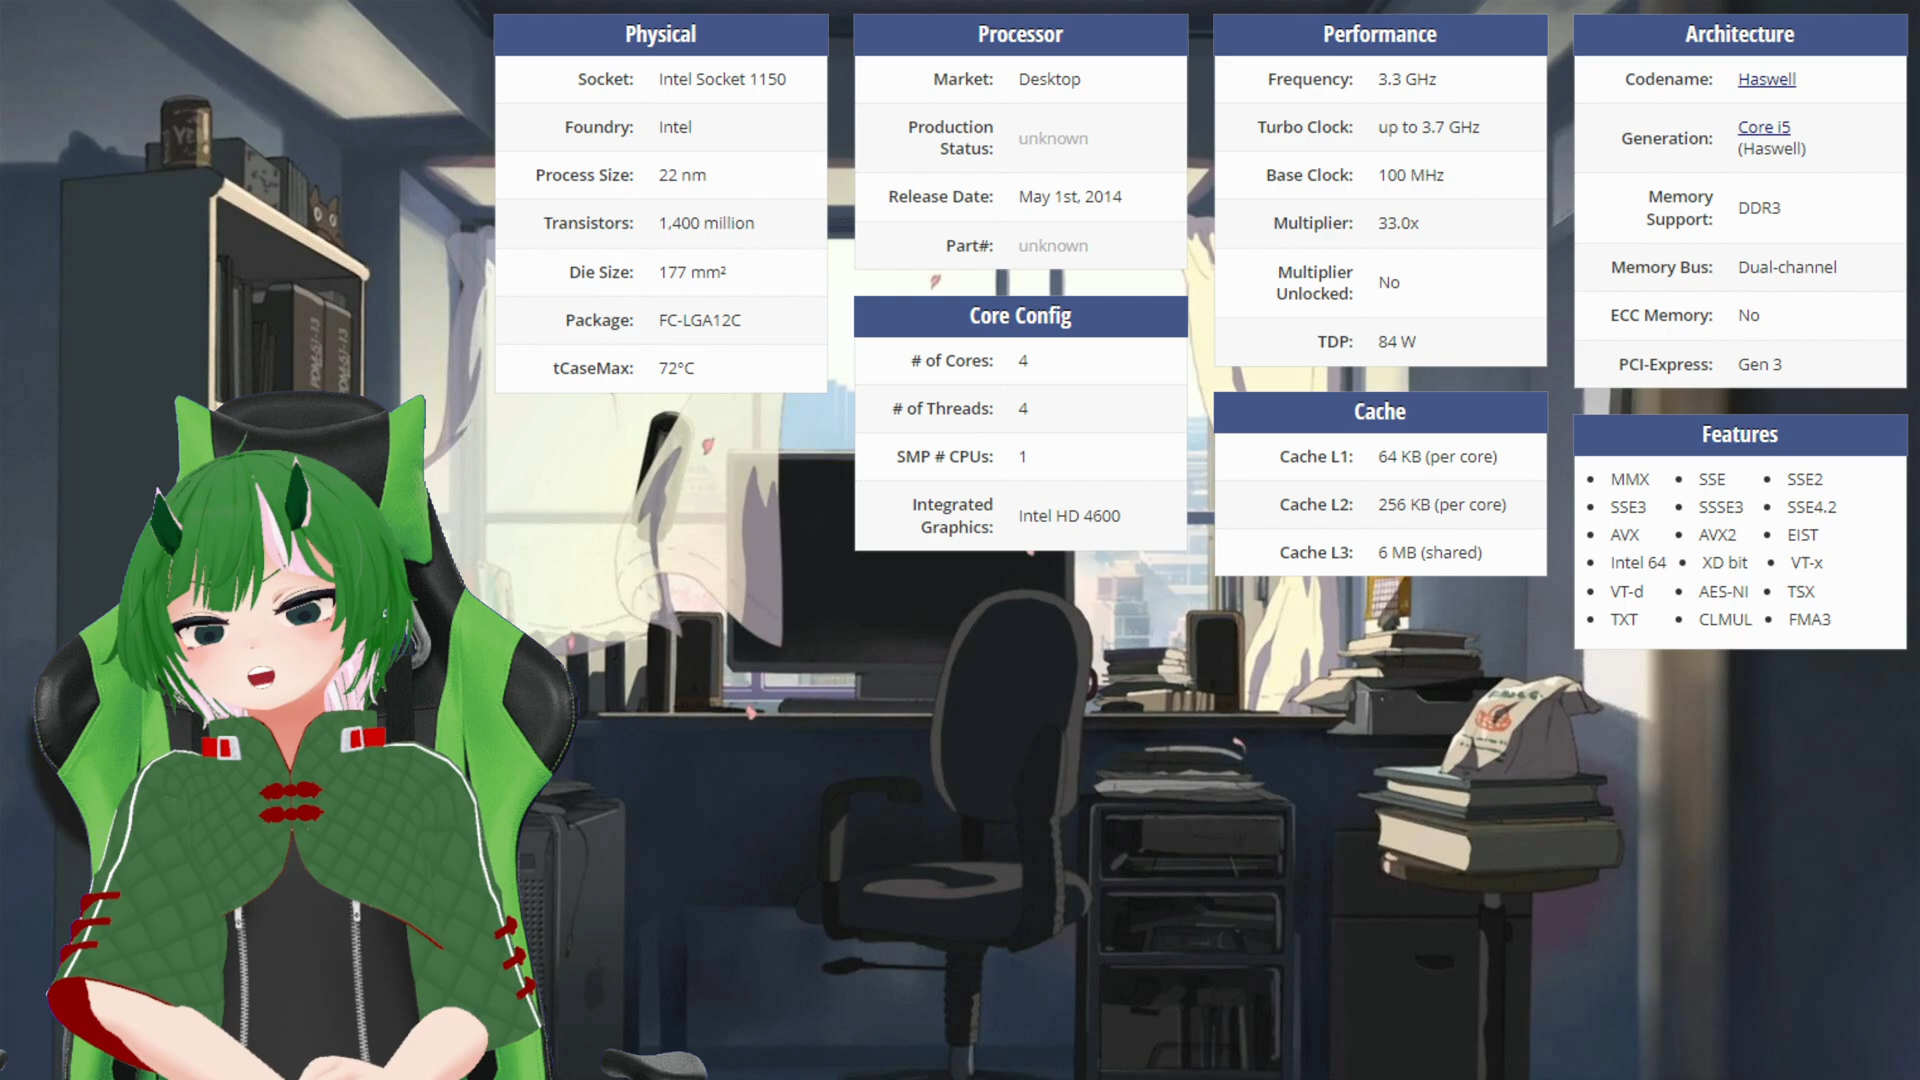 Physical
Socket: Intel Socket 1150
Foundry: Intel
Process Size: 22 nm
Transistors: 1,400 million
Die Size: 177 mm²
Package: FC-LGA12C
tCaseMax: 72°C
Processor
Market: Desktop
Production
Status: unknown
Release Date: May 1st, 2014
Part#: unknown
Core Config
# of Cores: 4
# of Threads: 4
SMP # CPUs: 1
Integrated
Graphics: Intel HD 4600
Performance
Frequency: 3.3 GHz
Turbo Clock: up to 3.7 GHz
Base Clock: 100 MHz
Multiplier: 33.0x
Multiplier
Unlocked: No
TDP: 84 W
Cache
Cache L1: 64 KB (per core)
Cache L2: 256 KB (per core)
Cache L3: 6 MB (shared)
Architecture
Codename: Haswell
Generation: Core i5
(Haswell)
Memory
Support: DDR3
Memory Bus: Dual-channel
ECC Memory: No
PCI-Express: Gen 3
Features
• MMX • SSE • SSE2
• SSE3 • SSSE3 • SSE4.2
• AVX • AVX2 • EIST
• Intel 64 • XD bit • VT-x
• VT-d • AES-NI • TSX
• TXT • CLMUL • FMA3